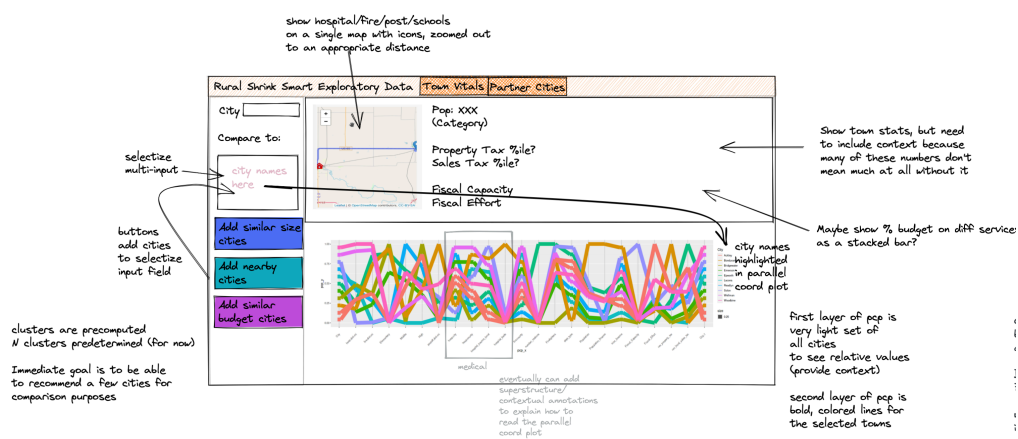 show hospital/fire/post/schools
on a single map with icons, zoomed out
to an appropriate distance
Rural Shrink Smart Exploratory Data
Town Vitals
Partner Cities
City
Compare to:
city names
here
Add similar size
cities
Add nearby
cities
Add similar
budget cities
+
−
Pop: XXX
(Category)
Property Tax %ile?
Sales Tax %ile?
Fiscal Capacity
Fiscal Effort
selectize
multi-input
buttons
add cities
to selectize
input field
clusters are precomputed
N clusters predetermined (for now)
Immediate goal is to be able
to recommend a few cities for
comparison purposes
Show town stats, but need
to include context because
many of these numbers don't
mean much at all without it
Maybe show % budget on diff services
as a stacked bar?
city names
highlighted
in parallel
coord plot
medical
eventually can add
superstructure/
contextual annotations
to explain how to
read the parallel
coord plot
first layer of pcp is
very light set of
all cities
to see relative values
(provide context)
second layer of pcp is
bold, colored lines for
the selected towns